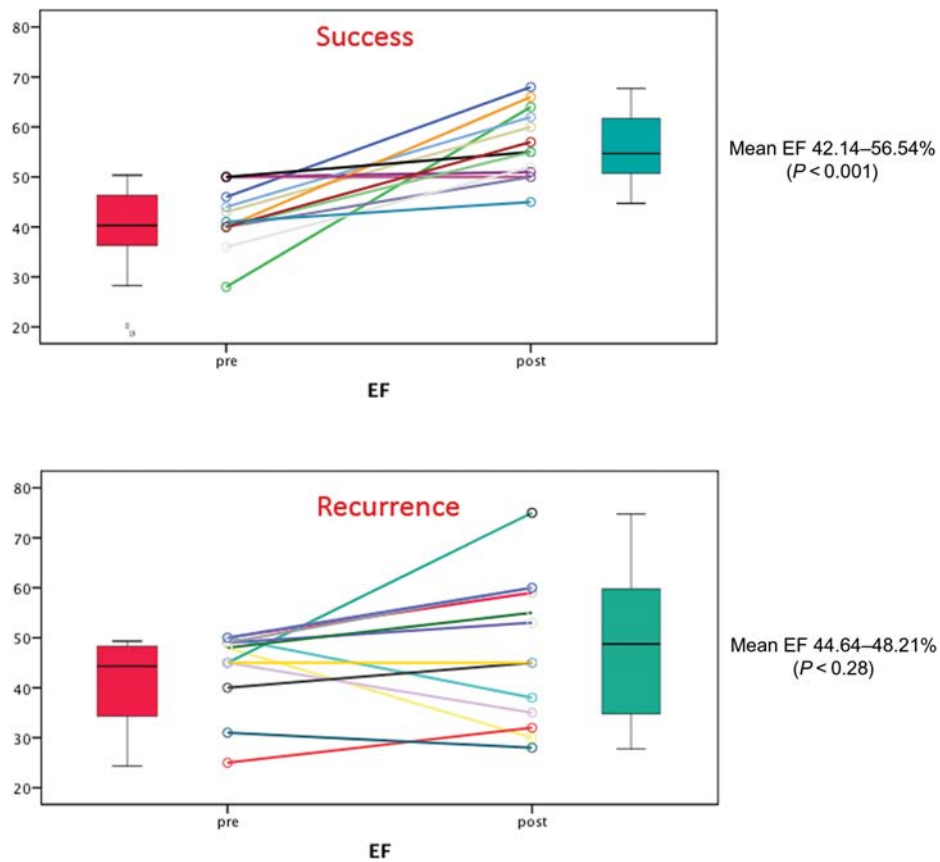 Success
80
70
60
50
40
30
20
pre
post
EF
Mean EF 42.14–56.54%
(P < 0.001)
Recurrence
80
70
60
50
40
30
20
pre
post
EF
Mean EF 44.64–48.21%
(P < 0.28)